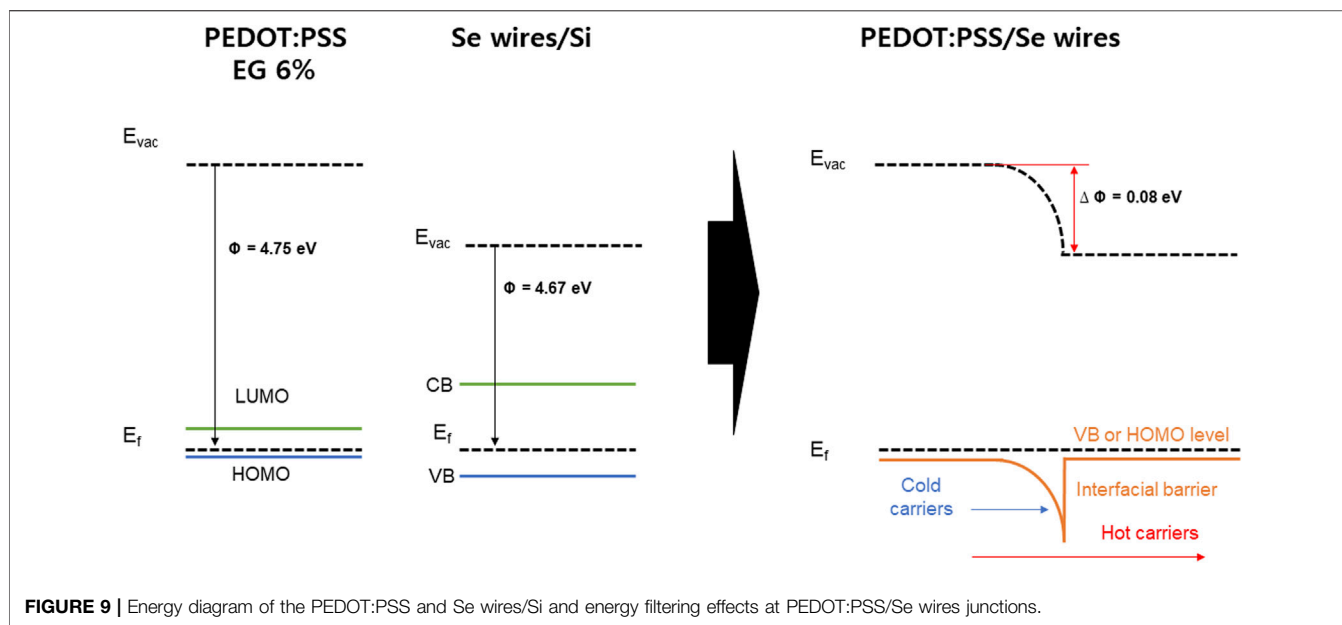 PEDOT:PSS
EG 6%
Se wires/Si
PEDOT:PSS/Se wires
Evac
Φ = 4.75 eV
LUMO
Ef
HOMO
Evac
Φ = 4.67 eV
CB
Ef
VB
Evac
Δ Φ = 0.08 eV
VB or HOMO level
Ef
Cold
carriers
Interfacial barrier
Hot carriers
FIGURE 9 | Energy diagram of the PEDOT:PSS and Se wires/Si and energy filtering effects at PEDOT:PSS/Se wires junctions.